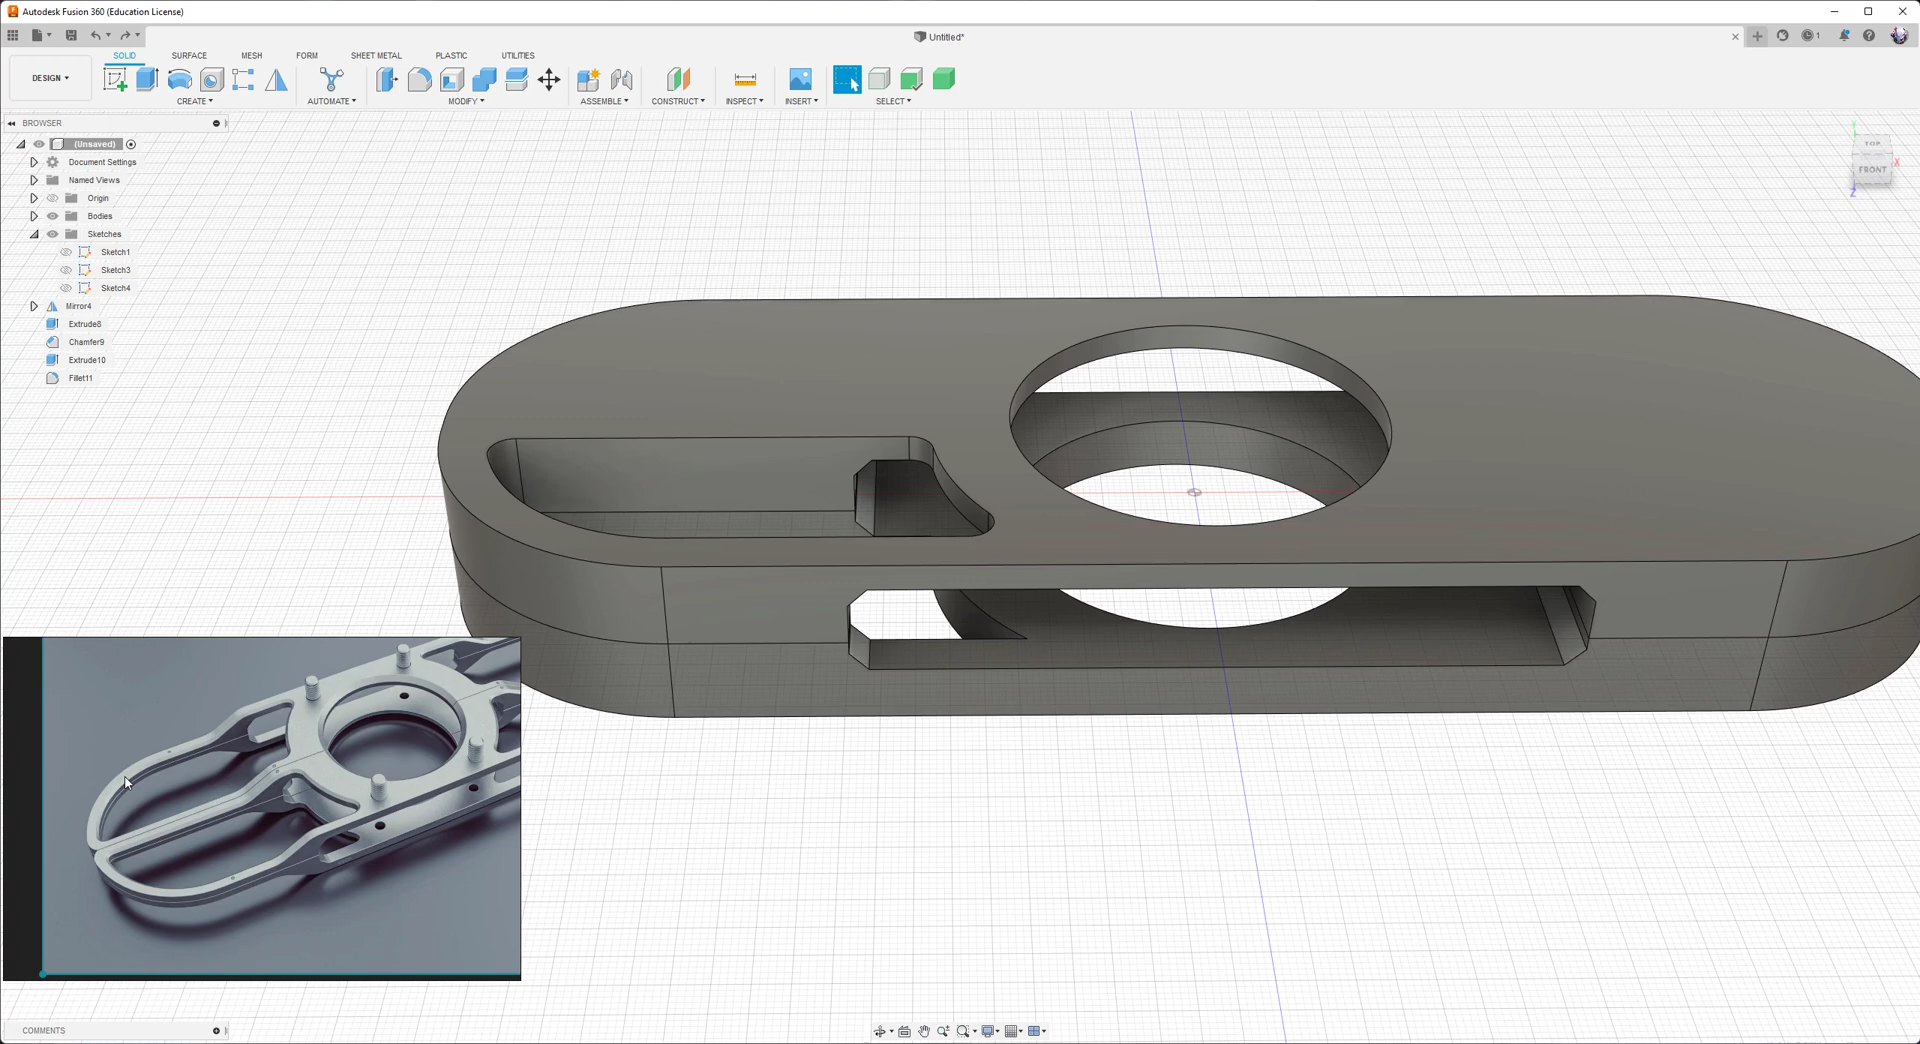 Autodesk Fusion 360 (Education License)
Untitled*
1
SOLID SURFACE MESH FORM SHEET METAL PLASTIC UTILITIES
DESIGN
CREATE AUTOMATE MODIFY ASSEMBLE CONSTRUCT INSPECT INSERT SELECT
BROWSER
(Unsaved)
Document Settings
Named Views
Origin
Bodies
Sketches
Sketch1
Sketch3
Sketch4
Mirror4
Extrude8
Chamfer9
Extrude10
Fillet11
Y
TOP
X
FRONT
Z
COMMENTS